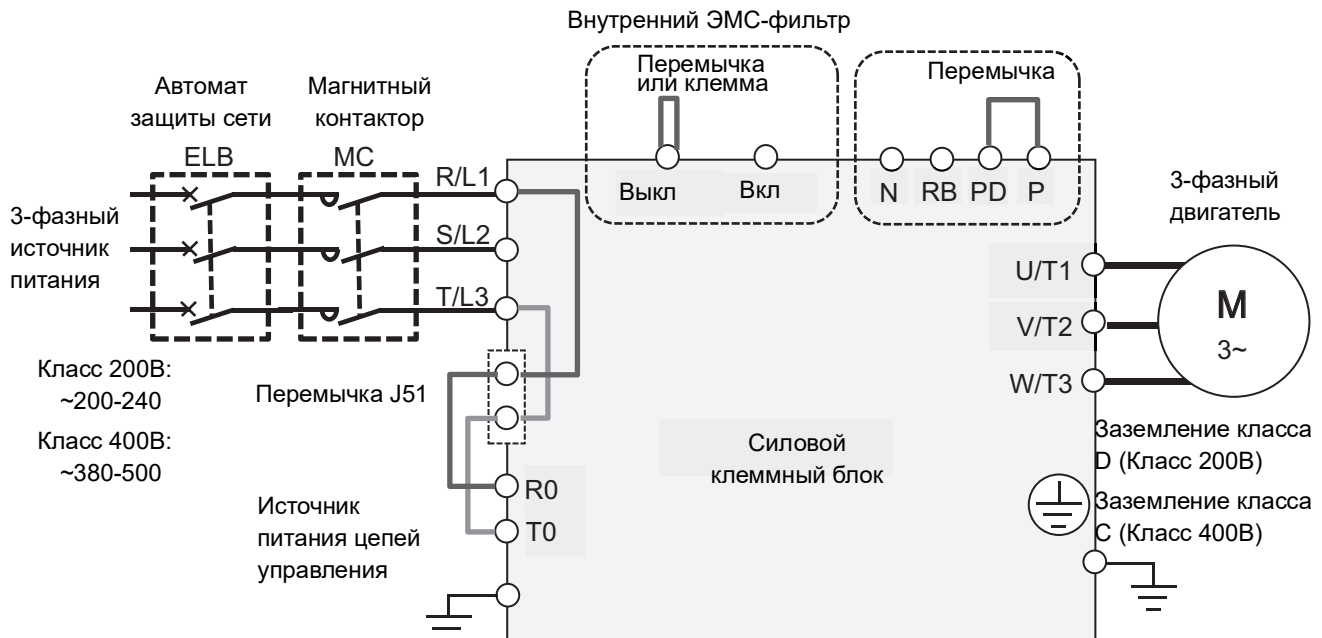 Внутренний ЭМС-фильтр
Перемычка
или клемма
Перемычка
Автомат
защиты сети
Магнитный
контактор
ELB
MC
R/L1
S/L2
T/L3
Выкл
Вкл
N
RB
PD
P
3-фазный
источник
питания
3-фазный
двигатель
U/T1
V/T2
W/T3
M
3~
Класс 200В:
~200-240
Класс 400В:
~380-500
Перемычка J51
Силовой
клеммный блок
Заземление класса
D (Класс 200В)
Заземление класса
C (Класс 400В)
R0
T0
Источник
питания цепей
управления